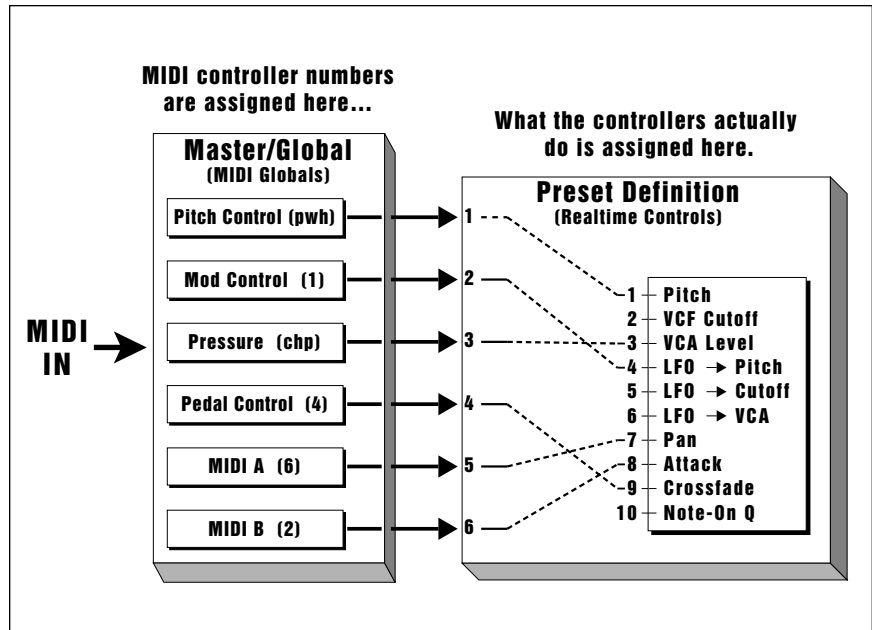 MIDI controller numbers
are assigned here...
What the controllers actually
do is assigned here.
MIDI
IN
Master/Global
(MIDI Globals)
Pitch Control (pwh)
Mod Control (1)
Pressure (chp)
Pedal Control (4)
MIDI A (6)
MIDI B (2)
Preset Definition
(Realtime Controls)
1
2
3
4
5
6
1 Pitch
2 VCF Cutoff
3 VCA Level
4 LFO → Pitch
5 LFO → Cutoff
6 LFO → VCA
7 Pan
8 Attack
9 Crossfade
10 Note-On Q